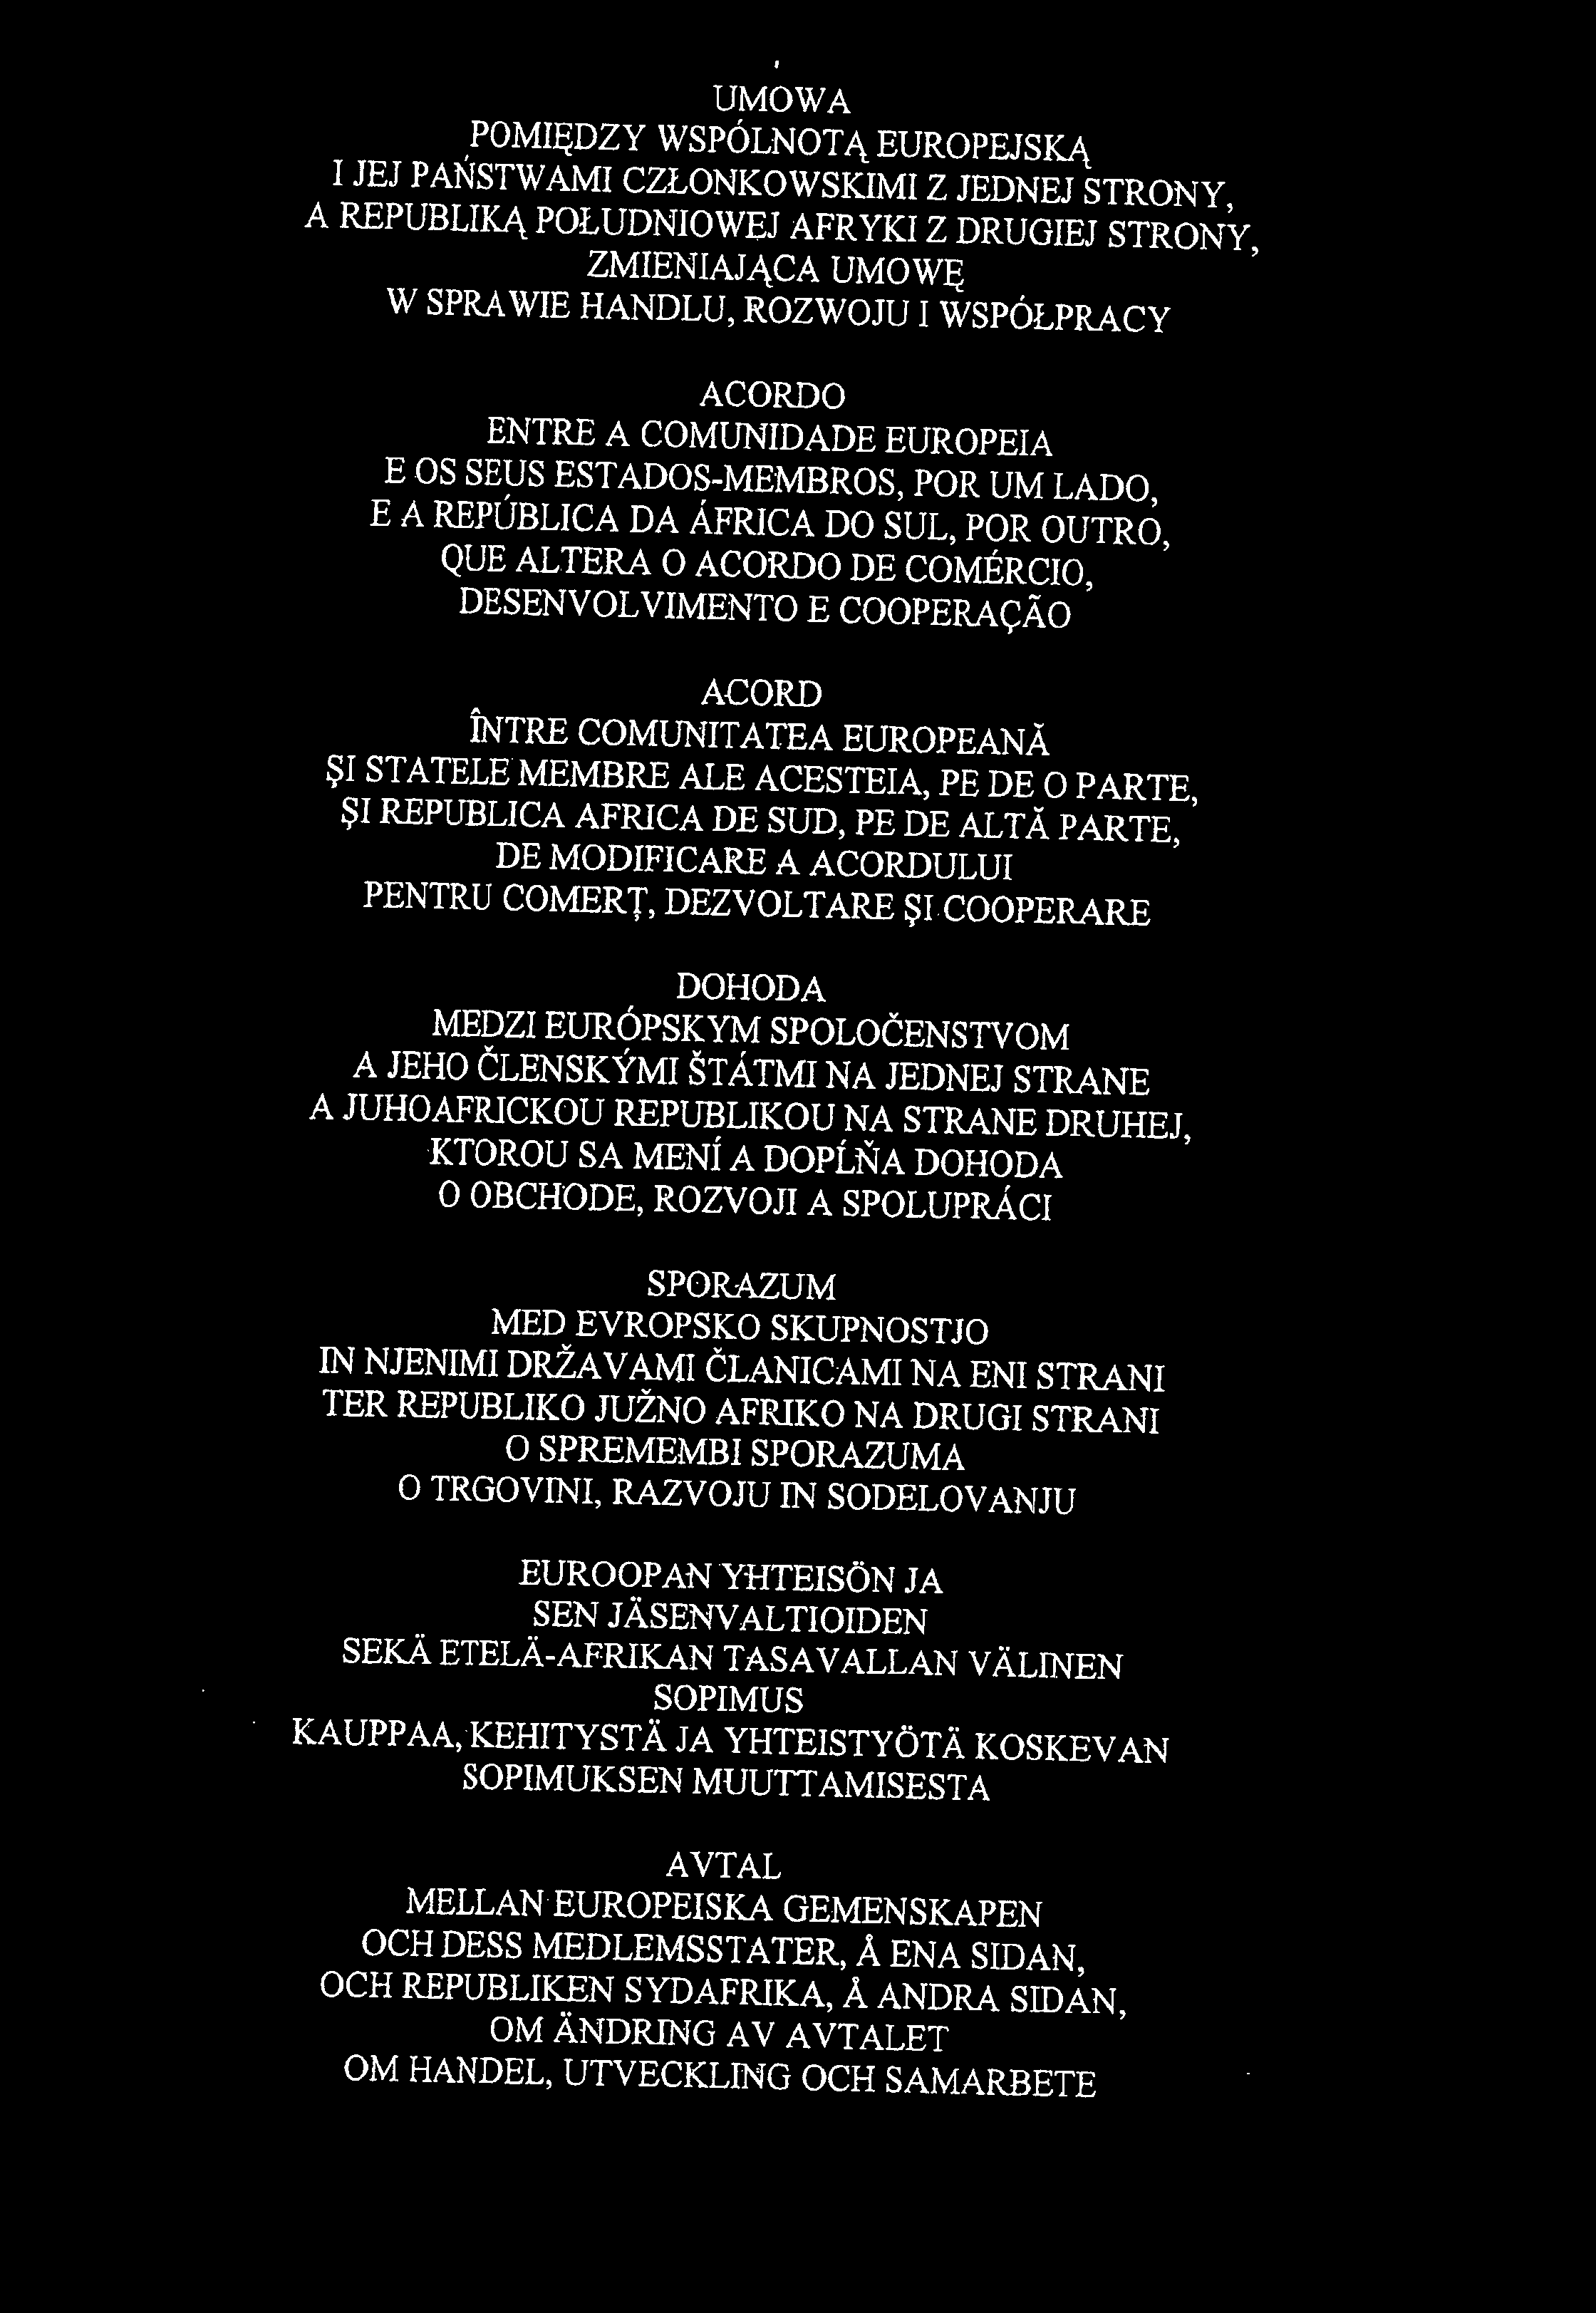 UMOWA
POMIĘDZY WSPÓLNOTĄ EUROPEJSKĄ
I JEJ PAŃSTWAMI CZŁONKOWSKIMI Z JEDNEJ STRONY,
A REPUBLIKĄ POŁUDNIOWEJ AFRYKI Z DRUGIEJ STRONY,
ZMIENIAJĄCA UMOWĘ
W SPRAWIE HANDLU, ROZWOJU I WSPÓŁPRACY
ACORDO
ENTRE A COMUNIDADE EUROPEIA
E OS SEUS ESTADOS-MEMBROS, POR UM LADO,
E A REPÚBLICA DA ÁFRICA DO SUL, POR OUTRO,
QUE ALTERA O ACORDO DE COMÉRCIO,
DESENVOLVIMENTO E COOPERAÇÃO
ACORD
ÎNTRE COMUNITATEA EUROPEANĂ
ŞI STATELE MEMBRE ALE ACESTEIA, PE DE O PARTE,
ŞI REPUBLICA AFRICA DE SUD, PE DE ALTĂ PARTE,
DE MODIFICARE A ACORDULUI
PENTRU COMERŢ, DEZVOLTARE ŞI COOPERARE
DOHODA
MEDZI EURÓPSKYM SPOLOČENSTVOM
A JEHO ČLENSKÝMI ŠTÁTMI NA JEDNEJ STRANE
A JUHOAFRICKOU REPUBLIKOU NA STRANE DRUHEJ,
KTOROU SA MENÍ A DOPĹŇA DOHODA
O OBCHODE, ROZVOJI A SPOLUPRÁCI
SPORAZUM
MED EVROPSKO SKUPNOSTJO
IN NJENIMI DRŽAVAMI ČLANICAMI NA ENI STRANI
TER REPUBLIKO JUŽNO AFRIKO NA DRUGI STRANI
O SPREMEMBI SPORAZUMA
O TRGOVINI, RAZVOJU IN SODELOVANJU
EUROOPAN YHTEISÖN JA
SEN JÄSENVALTIOIDEN
SEKÄ ETELÄ-AFRIKAN TASAVALLAN VÄLINEN
SOPIMUS
KAUPPAA, KEHITYSTÄ JA YHTEISTYÖTÄ KOSKEVAN
SOPIMUKSEN MUUTTAMISESTA
AVTAL
MELLAN EUROPEISKA GEMENSKAPEN
OCH DESS MEDLEMSSTATER, Å ENA SIDAN,
OCH REPUBLIKEN SYDAFRIKA, Å ANDRA SIDAN,
OM ÄNDRING AV AVTALET
OM HANDEL, UTVECKLING OCH SAMARBETE